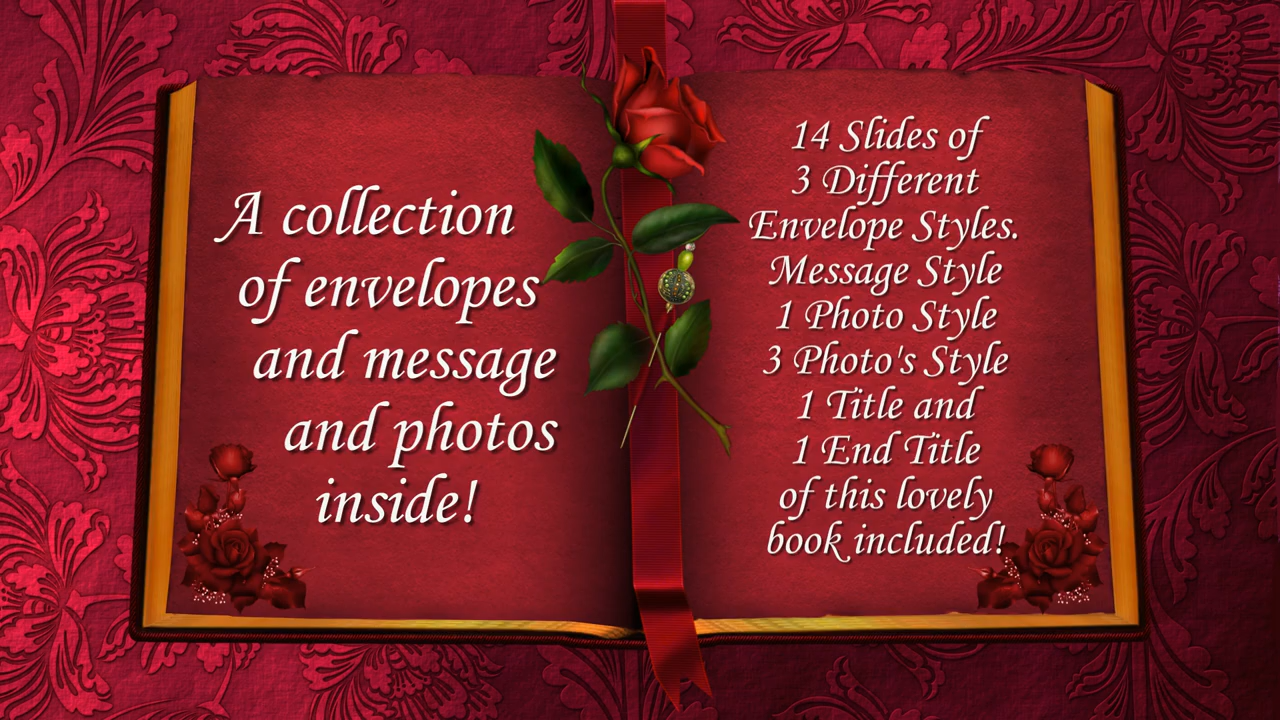 A collection
of envelopes
and message
and photos
inside!
14 Slides of
3 Different
Envelope Styles.
Message Style
1 Photo Style
3 Photo's Style
1 Title and
1 End Title
of this lovely
book included!